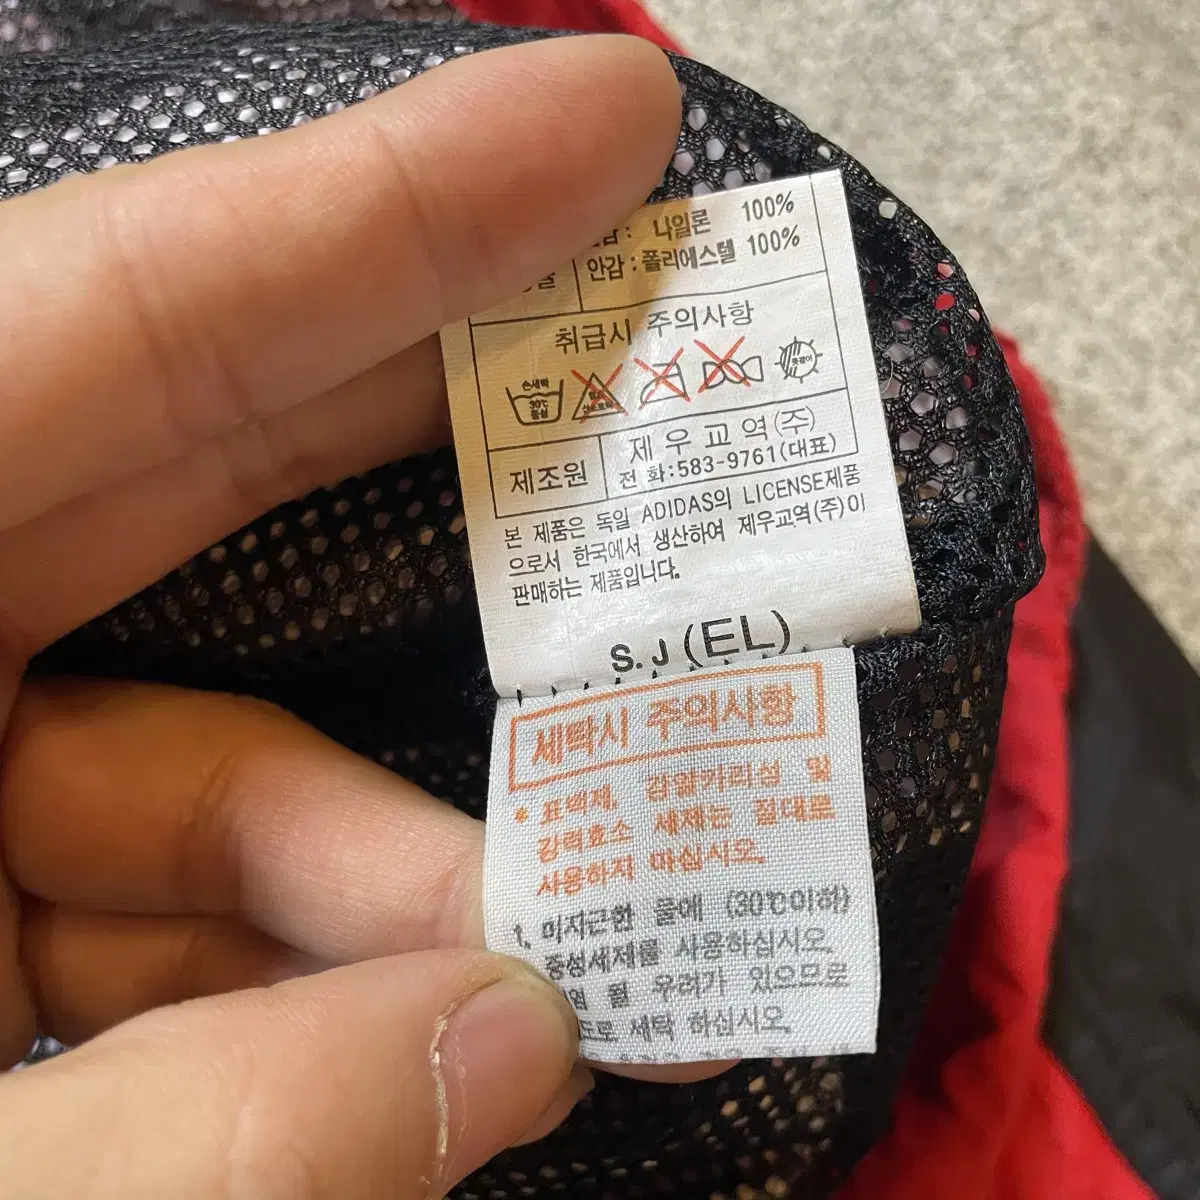 나일론 100%
안감 : 폴리에스텔 100%
취급시 주의사항
손세탁
30℃
중성
제조원
제우교역(주)
전화:583-9761(대표)
본 제품은 독일 ADIDAS의 LICENSE제품
으로서 한국에서 생산하여 제우교역(주)이
판매하는 제품입니다.
S.J (EL)
세탁시 주의사항
* 표백제, 강알카리성 및
강력효소 세제는 절대로
사용하지 마십시오.
1. 미지근한 물에 (30℃이하)
중성세제를 사용하십시오.
될 우려가 있으므로
세탁 하십시오.